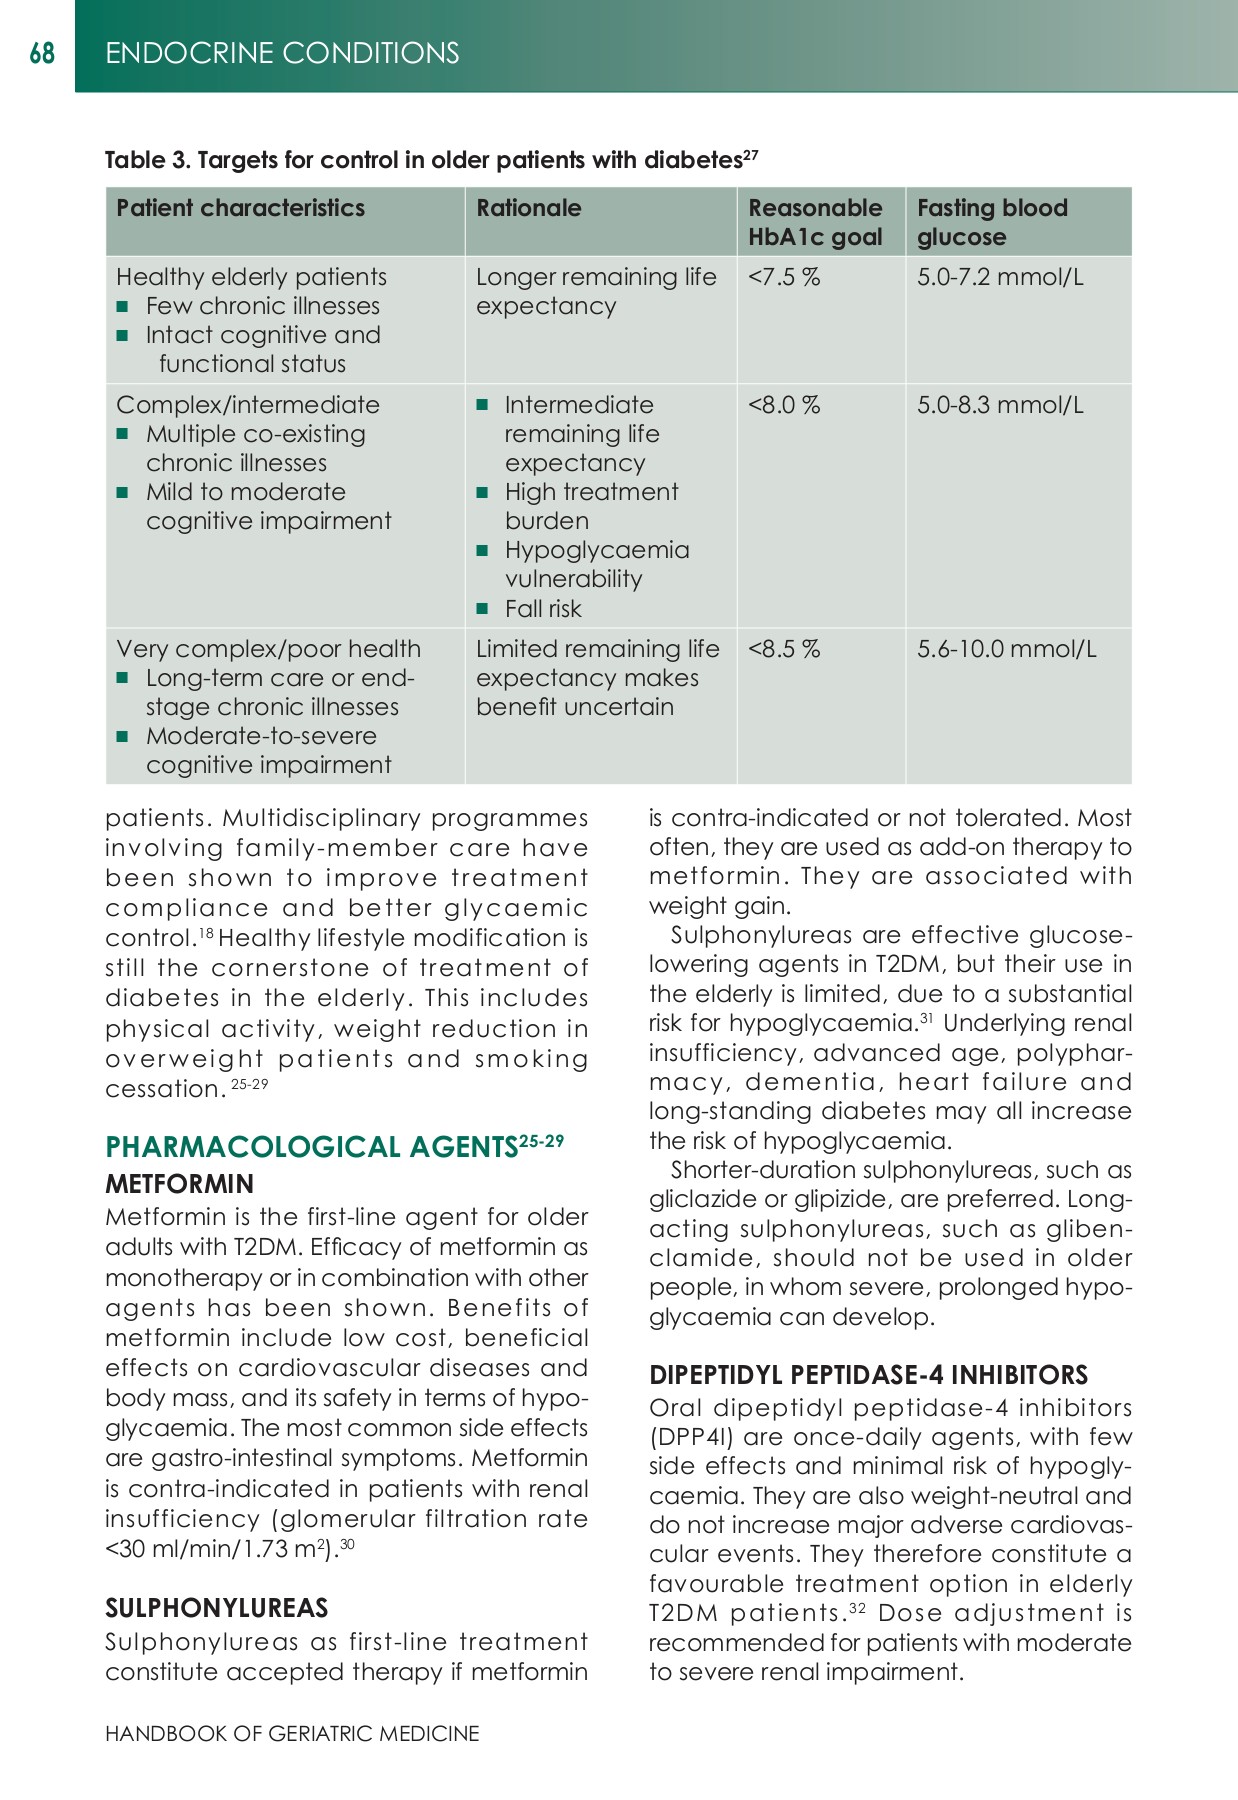 68
ENDOCRINE CONDITIONS
Table 3. Targets for control in older patients with diabetes27
Patient characteristics
Rationale
Reasonable
HbA1c goal
Fasting blood
glucose
Healthy elderly patients
■ Few chronic illnesses
■ Intact cognitive and
functional status
Longer remaining life
expectancy
<7.5 %
5.0-7.2 mmol/L
Complex/intermediate
■ Multiple co-existing
chronic illnesses
■ Mild to moderate
cognitive impairment
■ Intermediate
remaining life
expectancy
■ High treatment
burden
■ Hypoglycaemia
vulnerability
■ Fall risk
<8.0 %
5.0-8.3 mmol/L
Very complex/poor health
■ Long-term care or end-
stage chronic illnesses
■ Moderate-to-severe
cognitive impairment
Limited remaining life
expectancy makes
benefit uncertain
<8.5 %
5.6-10.0 mmol/L
patients. Multidisciplinary programmes
involving family-member care have
been shown to improve treatment
compliance and better glycaemic
control.18 Healthy lifestyle modification is
still the cornerstone of treatment of
diabetes in the elderly. This includes
physical activity, weight reduction in
overweight patients and smoking
cessation. 25-29
PHARMACOLOGICAL AGENTS25-29
METFORMIN
Metformin is the first-line agent for older
adults with T2DM. Efficacy of metformin as
monotherapy or in combination with other
agents has been shown. Benefits of
metformin include low cost, beneficial
effects on cardiovascular diseases and
body mass, and its safety in terms of hypo-
glycaemia. The most common side effects
are gastro-intestinal symptoms. Metformin
is contra-indicated in patients with renal
insufficiency (glomerular filtration rate
<30 ml/min/1.73 m2).30
SULPHONYLUREAS
Sulphonylureas as first-line treatment
constitute accepted therapy if metformin
is contra-indicated or not tolerated. Most
often, they are used as add-on therapy to
metformin. They are associated with
weight gain.
Sulphonylureas are effective glucose-
lowering agents in T2DM, but their use in
the elderly is limited, due to a substantial
risk for hypoglycaemia.31 Underlying renal
insufficiency, advanced age, polyphar-
macy, dementia, heart failure and
long-standing diabetes may all increase
the risk of hypoglycaemia.
Shorter-duration sulphonylureas, such as
gliclazide or glipizide, are preferred. Long-
acting sulphonylureas, such as gliben-
clamide, should not be used in older
people, in whom severe, prolonged hypo-
glycaemia can develop.
DIPEPTIDYL PEPTIDASE-4 INHIBITORS
Oral dipeptidyl peptidase-4 inhibitors
(DPP4I) are once-daily agents, with few
side effects and minimal risk of hypogly-
caemia. They are also weight-neutral and
do not increase major adverse cardiovas-
cular events. They therefore constitute a
favourable treatment option in elderly
T2DM patients.32 Dose adjustment is
recommended for patients with moderate
to severe renal impairment.
HANDBOOK OF GERIATRIC MEDICINE